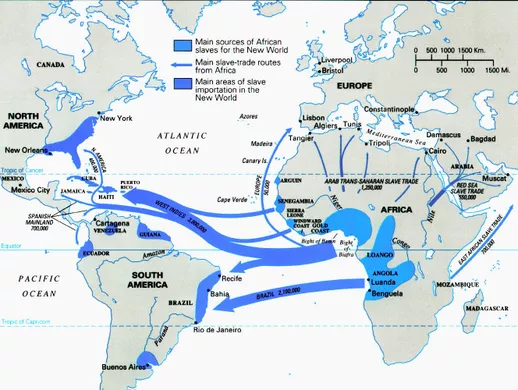 Main sources of African
slaves for the New World
Main slave-trade routes
from Africa
Main areas of slave
importation in the
New World
0 500 1000 1500 Km.
0 500 1000 1500 Mi.
CANADA
Liverpool
Bristol
EUROPE
NORTH
AMERICA
New York
ATLANTIC
OCEAN
Azores
Lisbon
Constantinople
Algiers
Tunis
Mediterranean Sea
Damascus
Bagdad
New Orleans
Madeira
Tangier
Tripoli
Cairo
Canary Is.
Tropic of Cancer
N. AMERICA
EUROPE
50,000
ARABIA
Muscat
MEXICO
Mexico City
CUBA
JAMAICA
HAITI
PUERTO
RICO
ARGUIN
ARAB TRANS-SAHARAN SLAVE TRADE
RED SEA
SLAVE TRADE
Cape Verde
WEST INDIES
SENEGAMBIA
SIERRA
LEONE
WINDWARD
COAST
GOLD
COAST
Niger
AFRICA
Nile
SPANISH
MAINLAND
700,000
Cartagena
VENEZUELA
GUIANA
Bight of Benin
Bight
of
Biafra
Congo
EAST AFRICAN SLAVE TRADE
Equator
ECUADOR
Amazon
LOANGO
PACIFIC
OCEAN
SOUTH
AMERICA
Recife
BRAZIL
Bahia
ANGOLA
Luanda
Benguela
MOZAMBIQUE
MADAGASCAR
Tropic of Capricorn
Paraná
Rio de Janeiro
Buenos Aires